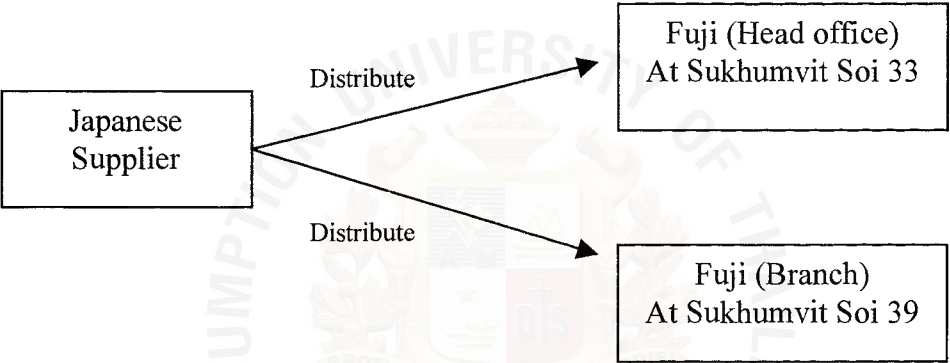 Fuji (Head office)
At Sukhumvit Soi 33
Distribute
Japanese
Supplier
Distribute
Fuji (Branch)
At Sukhumvit Soi 39